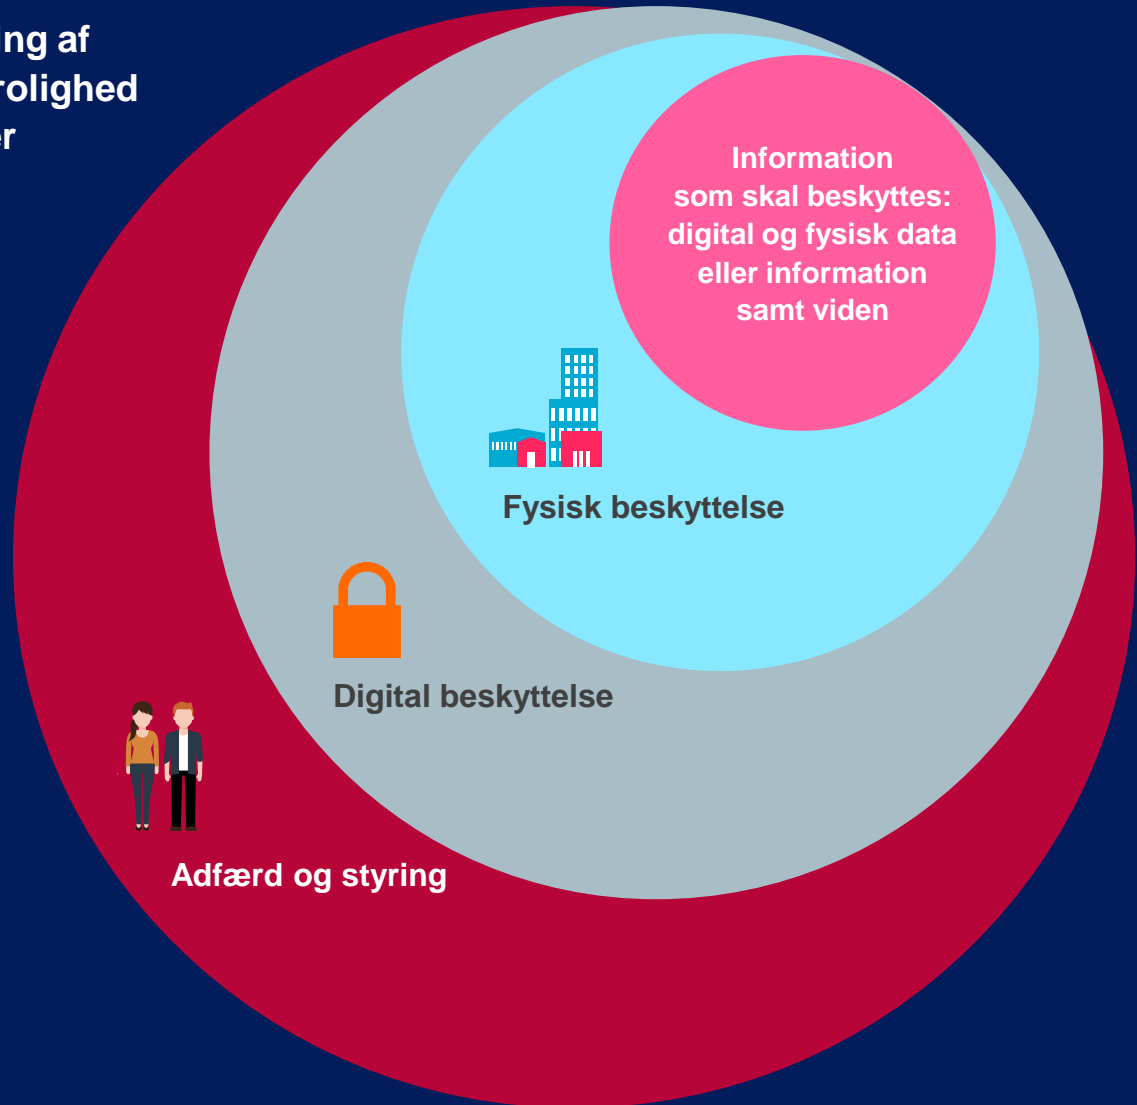 ing af
rolighed
er
Information
som skal beskyttes:
digital og fysisk data
eller information
samt viden
Fysisk beskyttelse
Digital beskyttelse
Adfærd og styring